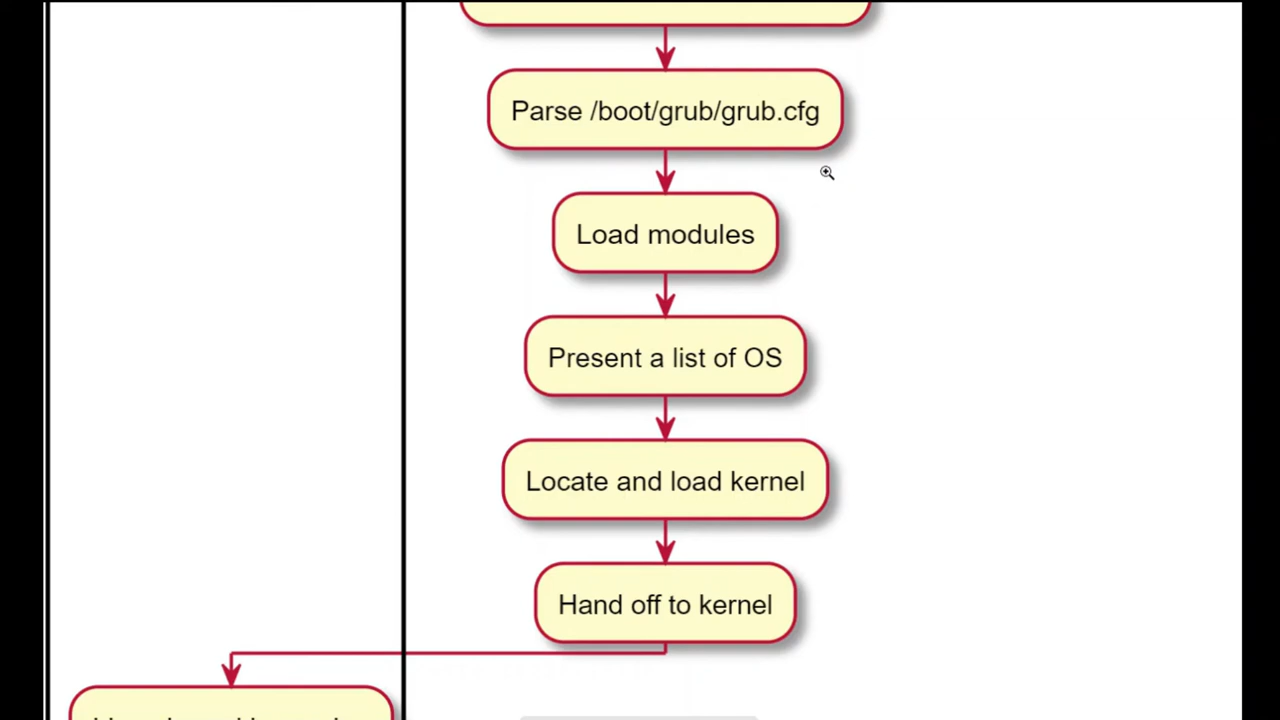 Parse /boot/grub/grub.cfg
Load modules
Present a list of OS
Locate and load kernel
Hand off to kernel